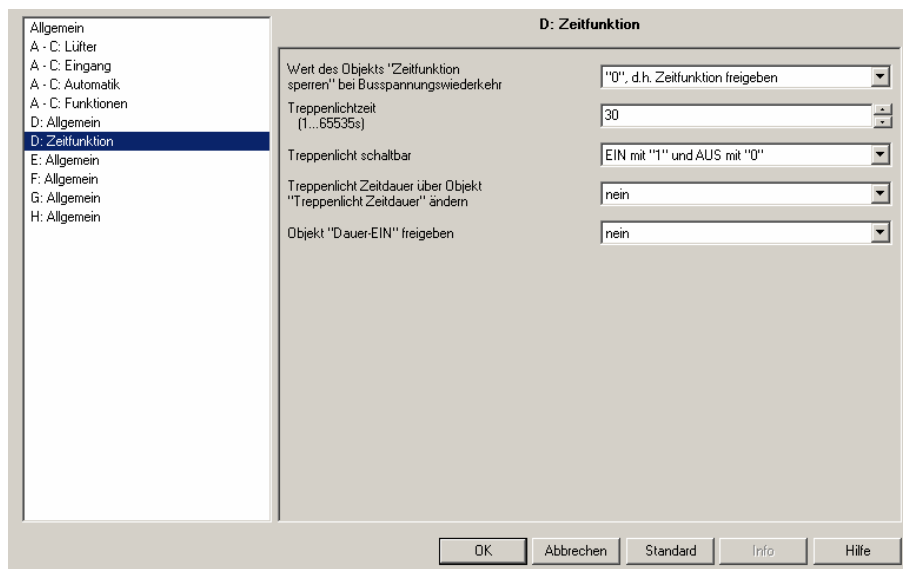 Allgemein
A - C: Lüfter
A - C: Eingang
A - C: Automatik
A - C: Funktionen
D: Allgemein
D: Zeitfunktion
E: Allgemein
F: Allgemein
G: Allgemein
H: Allgemein
D: Zeitfunktion
Wert des Objekts "Zeitfunktion
sperren" bei Busspannungswiederkehr
"0", d.h. Zeitfunktion freigeben
Treppenlichtzeit
(1...65535s)
30
Treppenlicht schaltbar
EIN mit "1" und AUS mit "0"
Treppenlicht Zeitdauer über Objekt
"Treppenlicht Zeitdauer" ändern
nein
Objekt "Dauer-EIN" freigeben
nein
OK
Abbrechen
Standard
Info
Hilfe